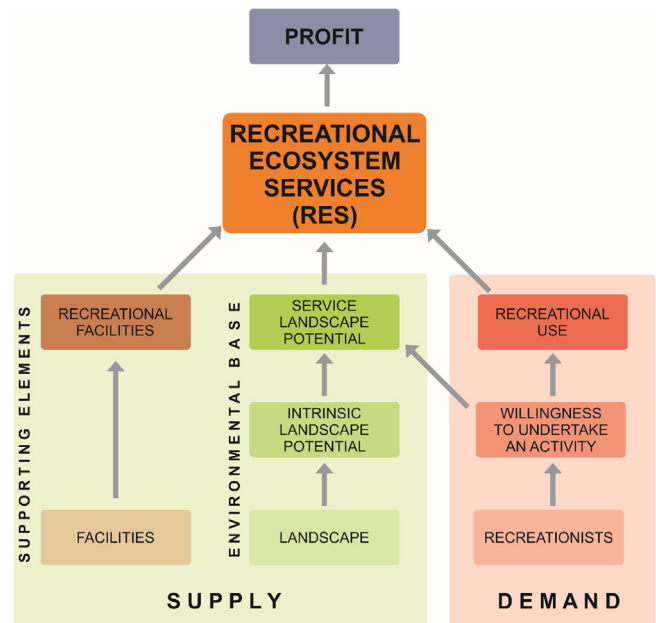 PROFIT
RECREATIONAL
ECOSYSTEM
SERVICES
(RES)
SUPPORTING ELEMENTS
RECREATIONAL
FACILITIES
FACILITIES
ENVIRONMENTAL BASE
SERVICE
LANDSCAPE
POTENTIAL
INTRINSIC
LANDSCAPE
POTENTIAL
LANDSCAPE
RECREATIONAL
USE
WILLINGNESS
TO UNDERTAKE
AN ACTIVITY
RECREATIONISTS
SUPPLY
DEMAND